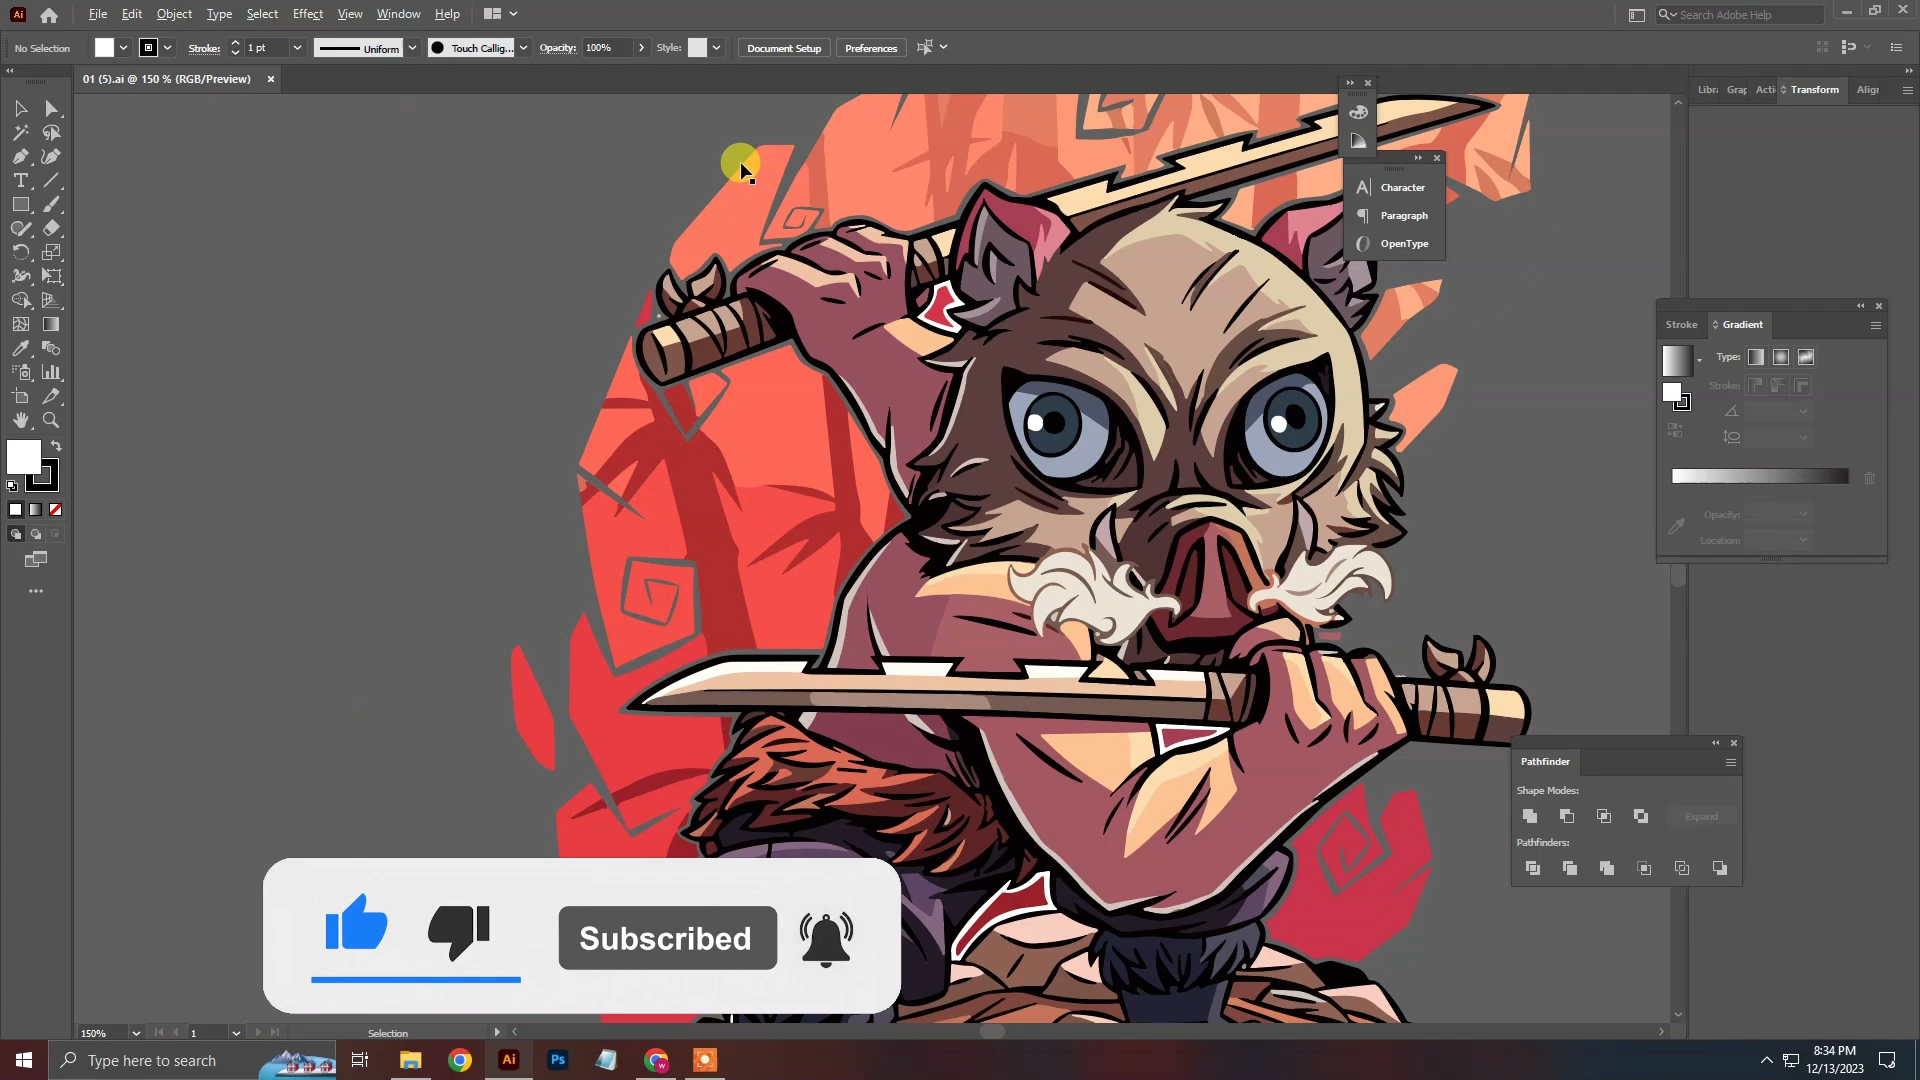 Ai File Edit Object Type Select Effect View Window Help Search Adobe Help
No Selection Stroke: 1 pt Uniform Touch Callig... Opacity: 100% Style: Document Setup Preferences
01 (5).ai @ 150 % (RGB/Preview)
Libra Grap Acti Transform Align
Character
Paragraph
OpenType
Stroke Gradient
Type:
Stroke:
Opacity:
Location:
Pathfinder
Shape Modes:
Expand
Pathfinders:
Subscribed
150% 1 Selection
Type here to search
Ai Ps
8:34 PM
12/13/2023